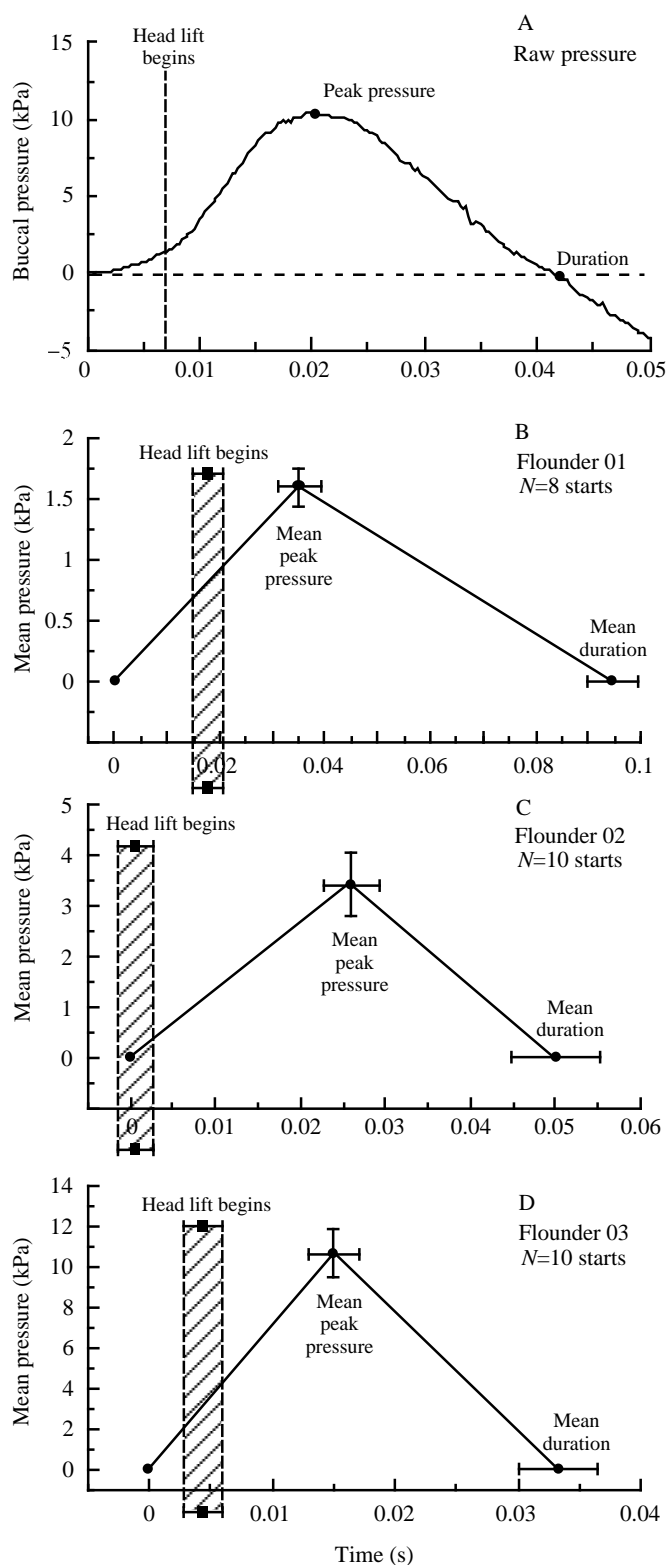 A
Raw pressure
Head lift
begins
Peak pressure
Duration
Buccal pressure (kPa)
15
10
5
0
−5
0 0.01 0.02 0.03 0.04 0.05
B
Flounder 01
N=8 starts
Head lift begins
Mean
peak
pressure
Mean
duration
Mean pressure (kPa)
2
1.5
1
0.5
0
0 0.02 0.04 0.06 0.08 0.1
C
Flounder 02
N=10 starts
Head lift begins
Mean
peak
pressure
Mean
duration
Mean pressure (kPa)
5
4
3
2
1
0
0 0.01 0.02 0.03 0.04 0.05 0.06
D
Flounder 03
N=10 starts
Head lift begins
Mean
peak
pressure
Mean
duration
Mean pressure (kPa)
14
12
10
8
6
4
2
0
0 0.01 0.02 0.03 0.04
Time (s)